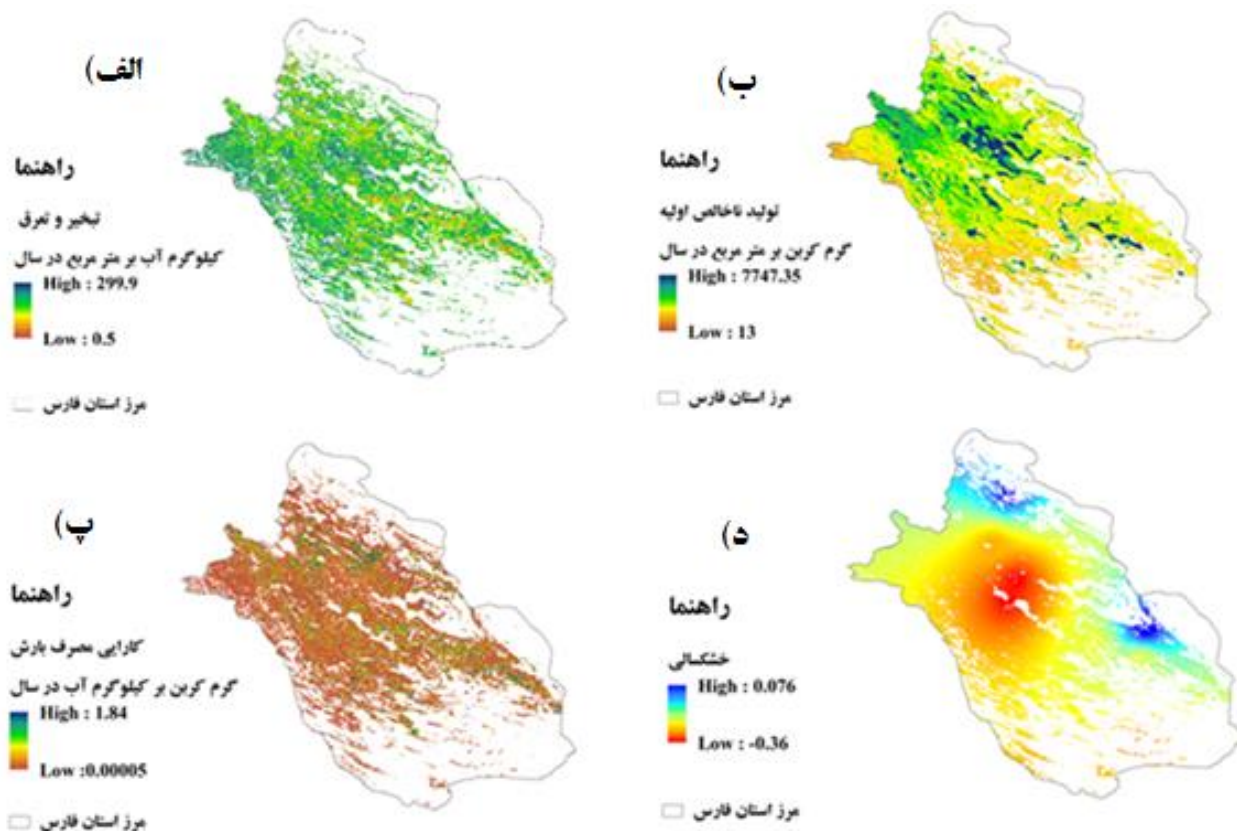 الف)
راهنما
تبخیر و تعرق
کیلوگرم آب بر متر مربع در سال
High : 299.9
Low : 0.5
مرز استان فارس
ب)
راهنما
تولید ناخالص اولیه
گرم کربن بر متر مربع در سال
High : 7747.35
Low : 13
مرز استان فارس
پ)
راهنما
کارایی مصرف بارش
گرم کربن بر کیلوگرم آب در سال
High : 1.84
Low :0.00005
مرز استان فارس
د)
راهنما
خشکسالی
High : 0.076
Low : -0.36
مرز استان فارس